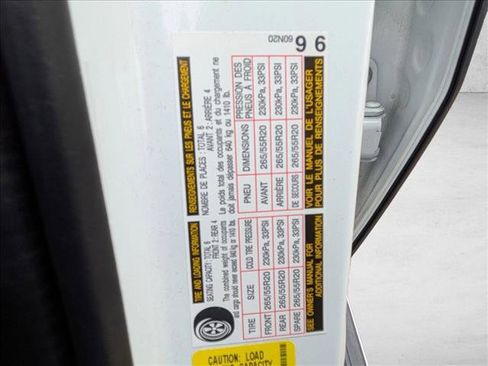 TIRE AND LOADING INFORMATION
SEATING CAPACITY: TOTAL 6
FRONT 2 : REAR 4
The combined weight of occupants
and cargo should never exceed 640 kg or 1410 lbs.
TIRE SIZE COLD TIRE PRESSURE
FRONT 265/55R20 230kPa, 33PSI
REAR 265/55R20 230kPa, 33PSI
SPARE 265/55R20 230kPa, 33PSI
SEE OWNER'S MANUAL FOR
ADDITIONAL INFORMATION
RENSEIGNEMENTS SUR LES PNEUS ET LE CHARGEMENT
NOMBRE DE PLACES : TOTAL 6
AVANT 2 : ARRIÈRE 4
Le poids total des occupants et du chargement ne
doit jamais dépasser 640 kg ou 1410 lb.
PNEU DIMENSIONS PRESSION DES
PNEUS À FROID
AVANT 265/55R20 230kPa, 33PSI
ARRIÈRE 265/55R20 230kPa, 33PSI
DE SECOURS 265/55R20 230kPa, 33PSI
VOIR LE MANUEL DE L'USAGER
POUR PLUS DE RENSEIGNEMENTS
60N20
9 6
CAUTION: LOAD
CAPACITY